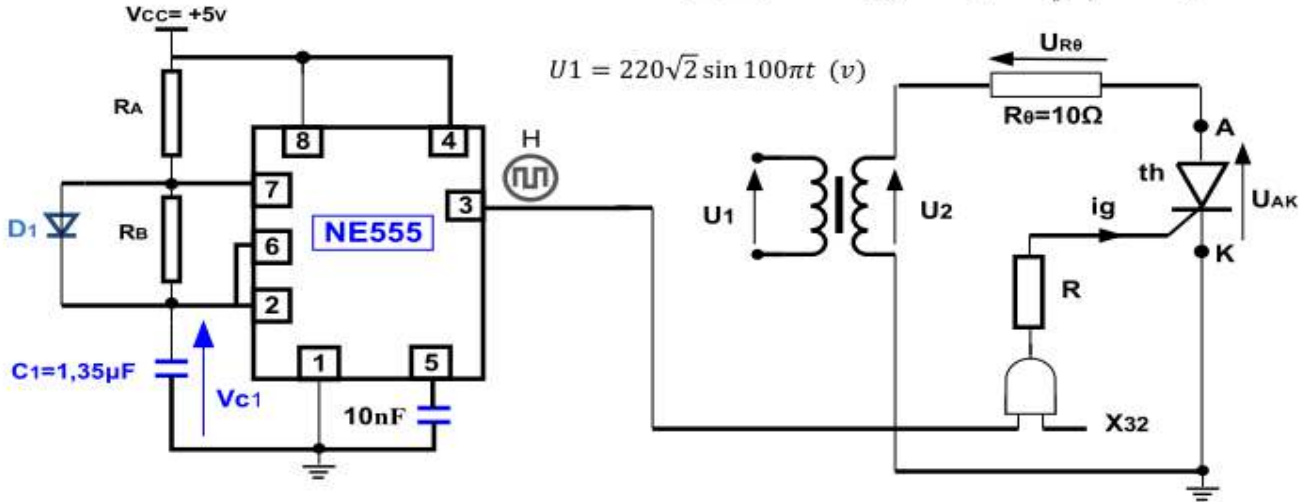 Vcc= +5v
U1 = 220√2 sin 100πt (v)
URθ
RA
Rθ=10Ω
8
4
H
A
7
3
th
D1
RB
NE555
U1
U2
ig
UAK
6
K
2
R
C1=1,35µF
Vc1
1
5
10nF
X32